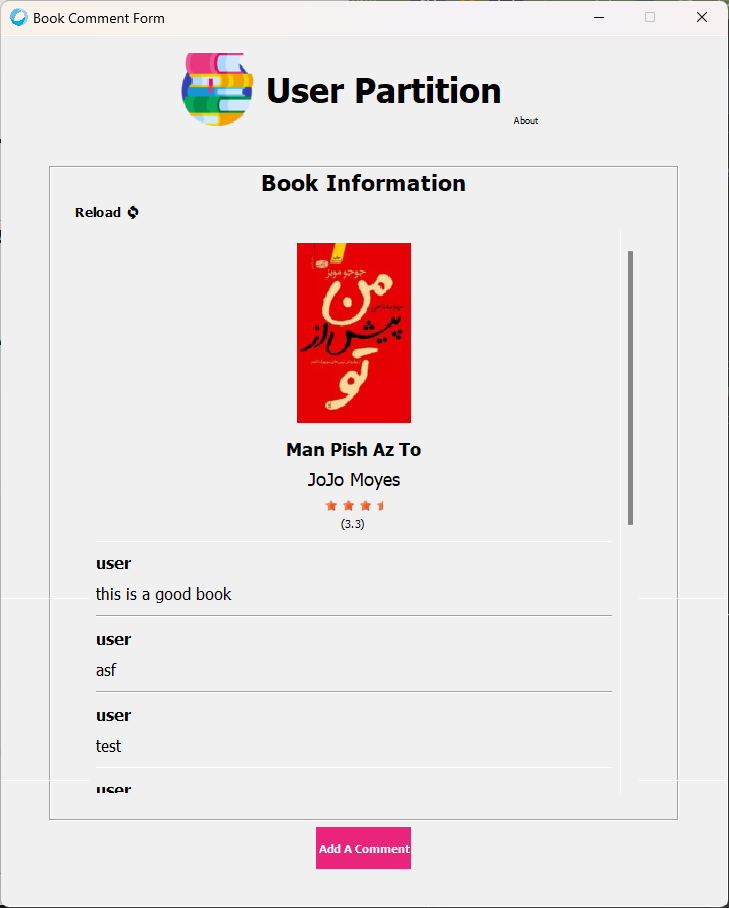 Book Comment Form
User Partition
About
Book Information
Reload
جوجو مویز
من
پیش از
تو
Man Pish Az To
JoJo Moyes
(3.3)
user
this is a good book
user
asf
user
test
user
Add A Comment